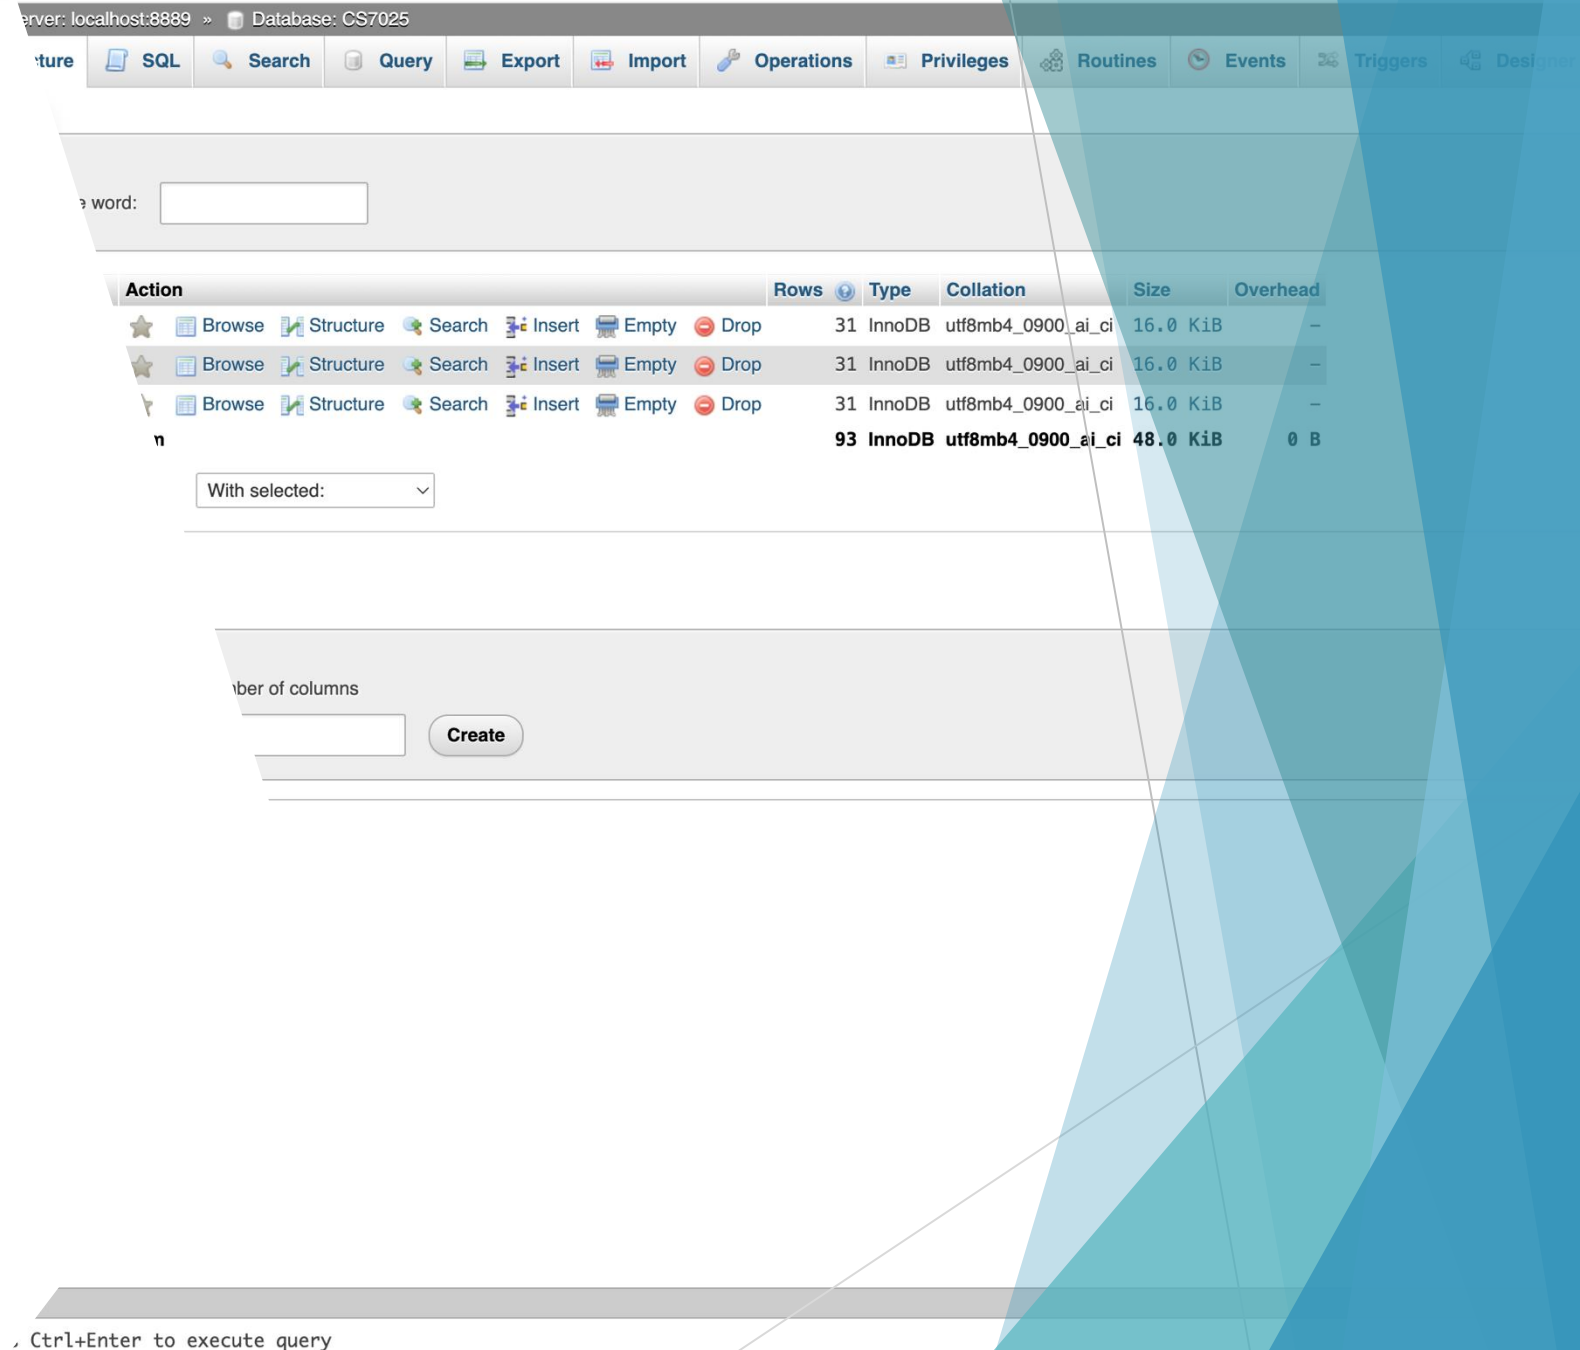 localhost:8889 » Database: CS7025
SQL Search Query Export Import Operations Privileges Routines Events Triggers Designer
word:
Action Rows Type Collation Size Overhead
Browse Structure Search Insert Empty Drop 31 InnoDB utf8mb4_0900_ai_ci 16.0 KiB –
Browse Structure Search Insert Empty Drop 31 InnoDB utf8mb4_0900_ai_ci 16.0 KiB –
Browse Structure Search Insert Empty Drop 31 InnoDB utf8mb4_0900_ai_ci 16.0 KiB –
93 InnoDB utf8mb4_0900_ai_ci 48.0 KiB 0 B
With selected:
of columns
Create
Ctrl+Enter to execute query